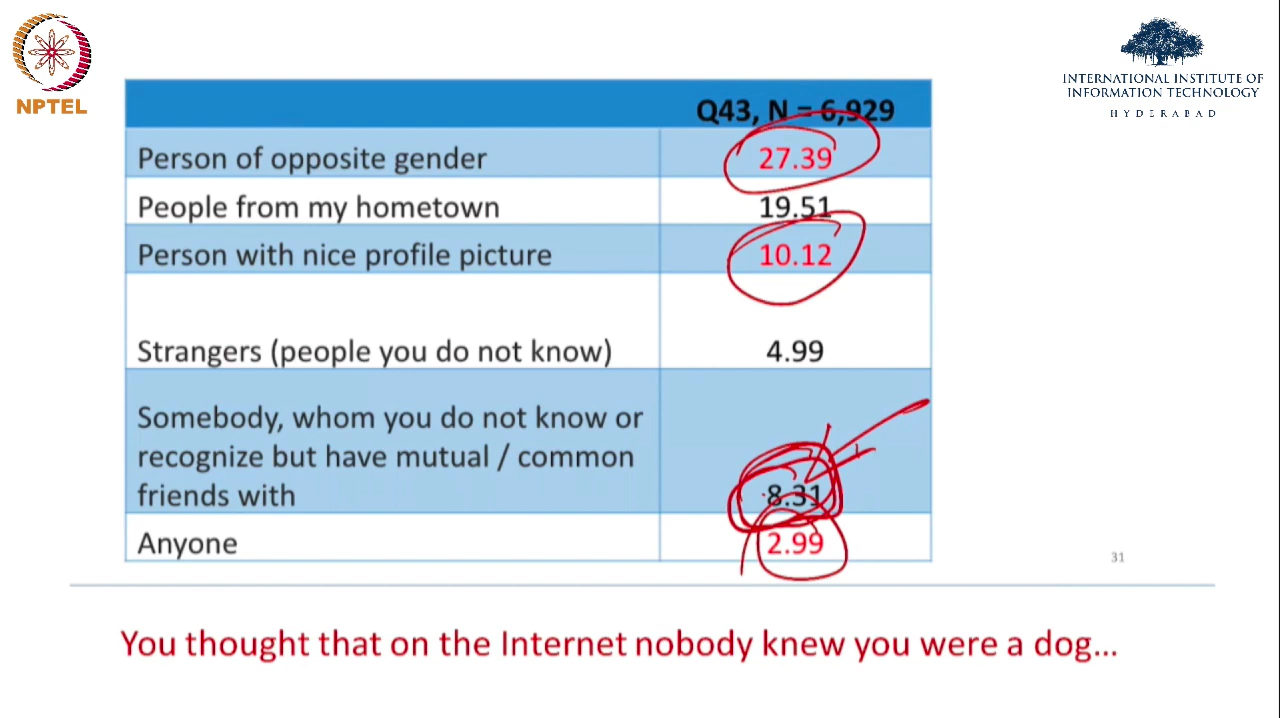 NPTEL
INTERNATIONAL INSTITUTE OF
INFORMATION TECHNOLOGY
HYDERABAD
Q43, N = 6,929
Person of opposite gender 27.39
People from my hometown 19.51
Person with nice profile picture 10.12
Strangers (people you do not know) 4.99
Somebody, whom you do not know or
recognize but have mutual / common
friends with 8.31
Anyone 2.99
31
You thought that on the Internet nobody knew you were a dog...